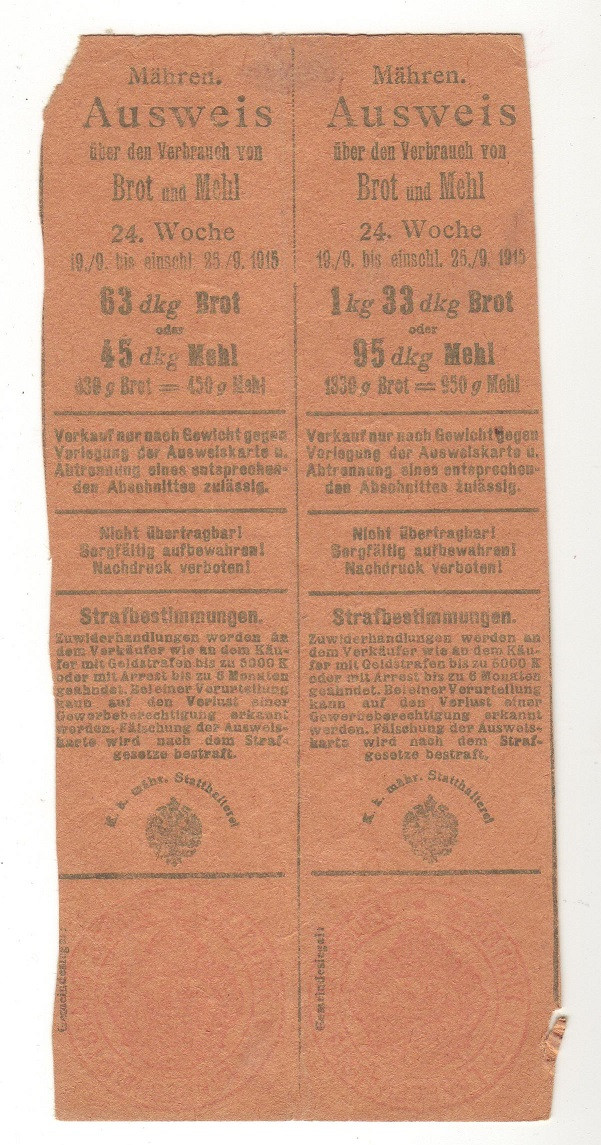 Mähren.
Ausweis
über den Verbrauch von
Brot und Mehl
24. Woche
19./9. bis einschl 25./9. 1915
63 dkg Brot
oder
45 dkg Mehl
630 g Brot = 450 g Mehl
Verkauf nur nach Gewicht gegen
Vorlegung der Ausweiskarte u.
Abtrennung eines entsprechen-
den Abschnittes zulässig.
Nicht übertragbar!
Sorgfältig aufbewahren!
Nachdruck verboten!
Strafbestimmungen.
Zuwiderhandlungen werden an
dem Verkäufer wie an dem Käu-
fer mit Geldstrafen bis zu 5000 K
oder mit Arrest bis zu 6 Monaten
geahndet. Bei einer Verurteilung
kann auf den Verlust einer
Gewerbeberechtigung erkannt
werden. Fälschung der Ausweis-
karte wird nach dem Straf-
gesetze bestraft.
K. k. mähr. Statthalterei
Gemeindesiegel:
Mähren.
Ausweis
über den Verbrauch von
Brot und Mehl
24. Woche
19./9. bis einschl. 25./9. 1915
1 kg 33 dkg Brot
oder
95 dkg Mehl
1330 g Brot = 950 g Mehl
Verkauf nur nach Gewicht gegen
Vorlegung der Ausweiskarte u.
Abtrennung eines entsprechen-
den Abschnittes zulässig.
Nicht übertragbar!
Sorgfältig aufbewahren!
Nachdruck verboten!
Strafbestimmungen.
Zuwiderhandlungen werden an
dem Verkäufer wie an dem Käu-
fer mit Geldstrafen bis zu 5000 K
oder mit Arrest bis zu 6 Monaten
geahndet. Bei einer Verurteilung
kann auf den Verlust einer
Gewerbeberechtigung erkannt
werden. Fälschung der Ausweis-
karte wird nach dem Straf-
gesetze bestraft.
K. k. mähr. Statthalterei
Gemeindesiegel: